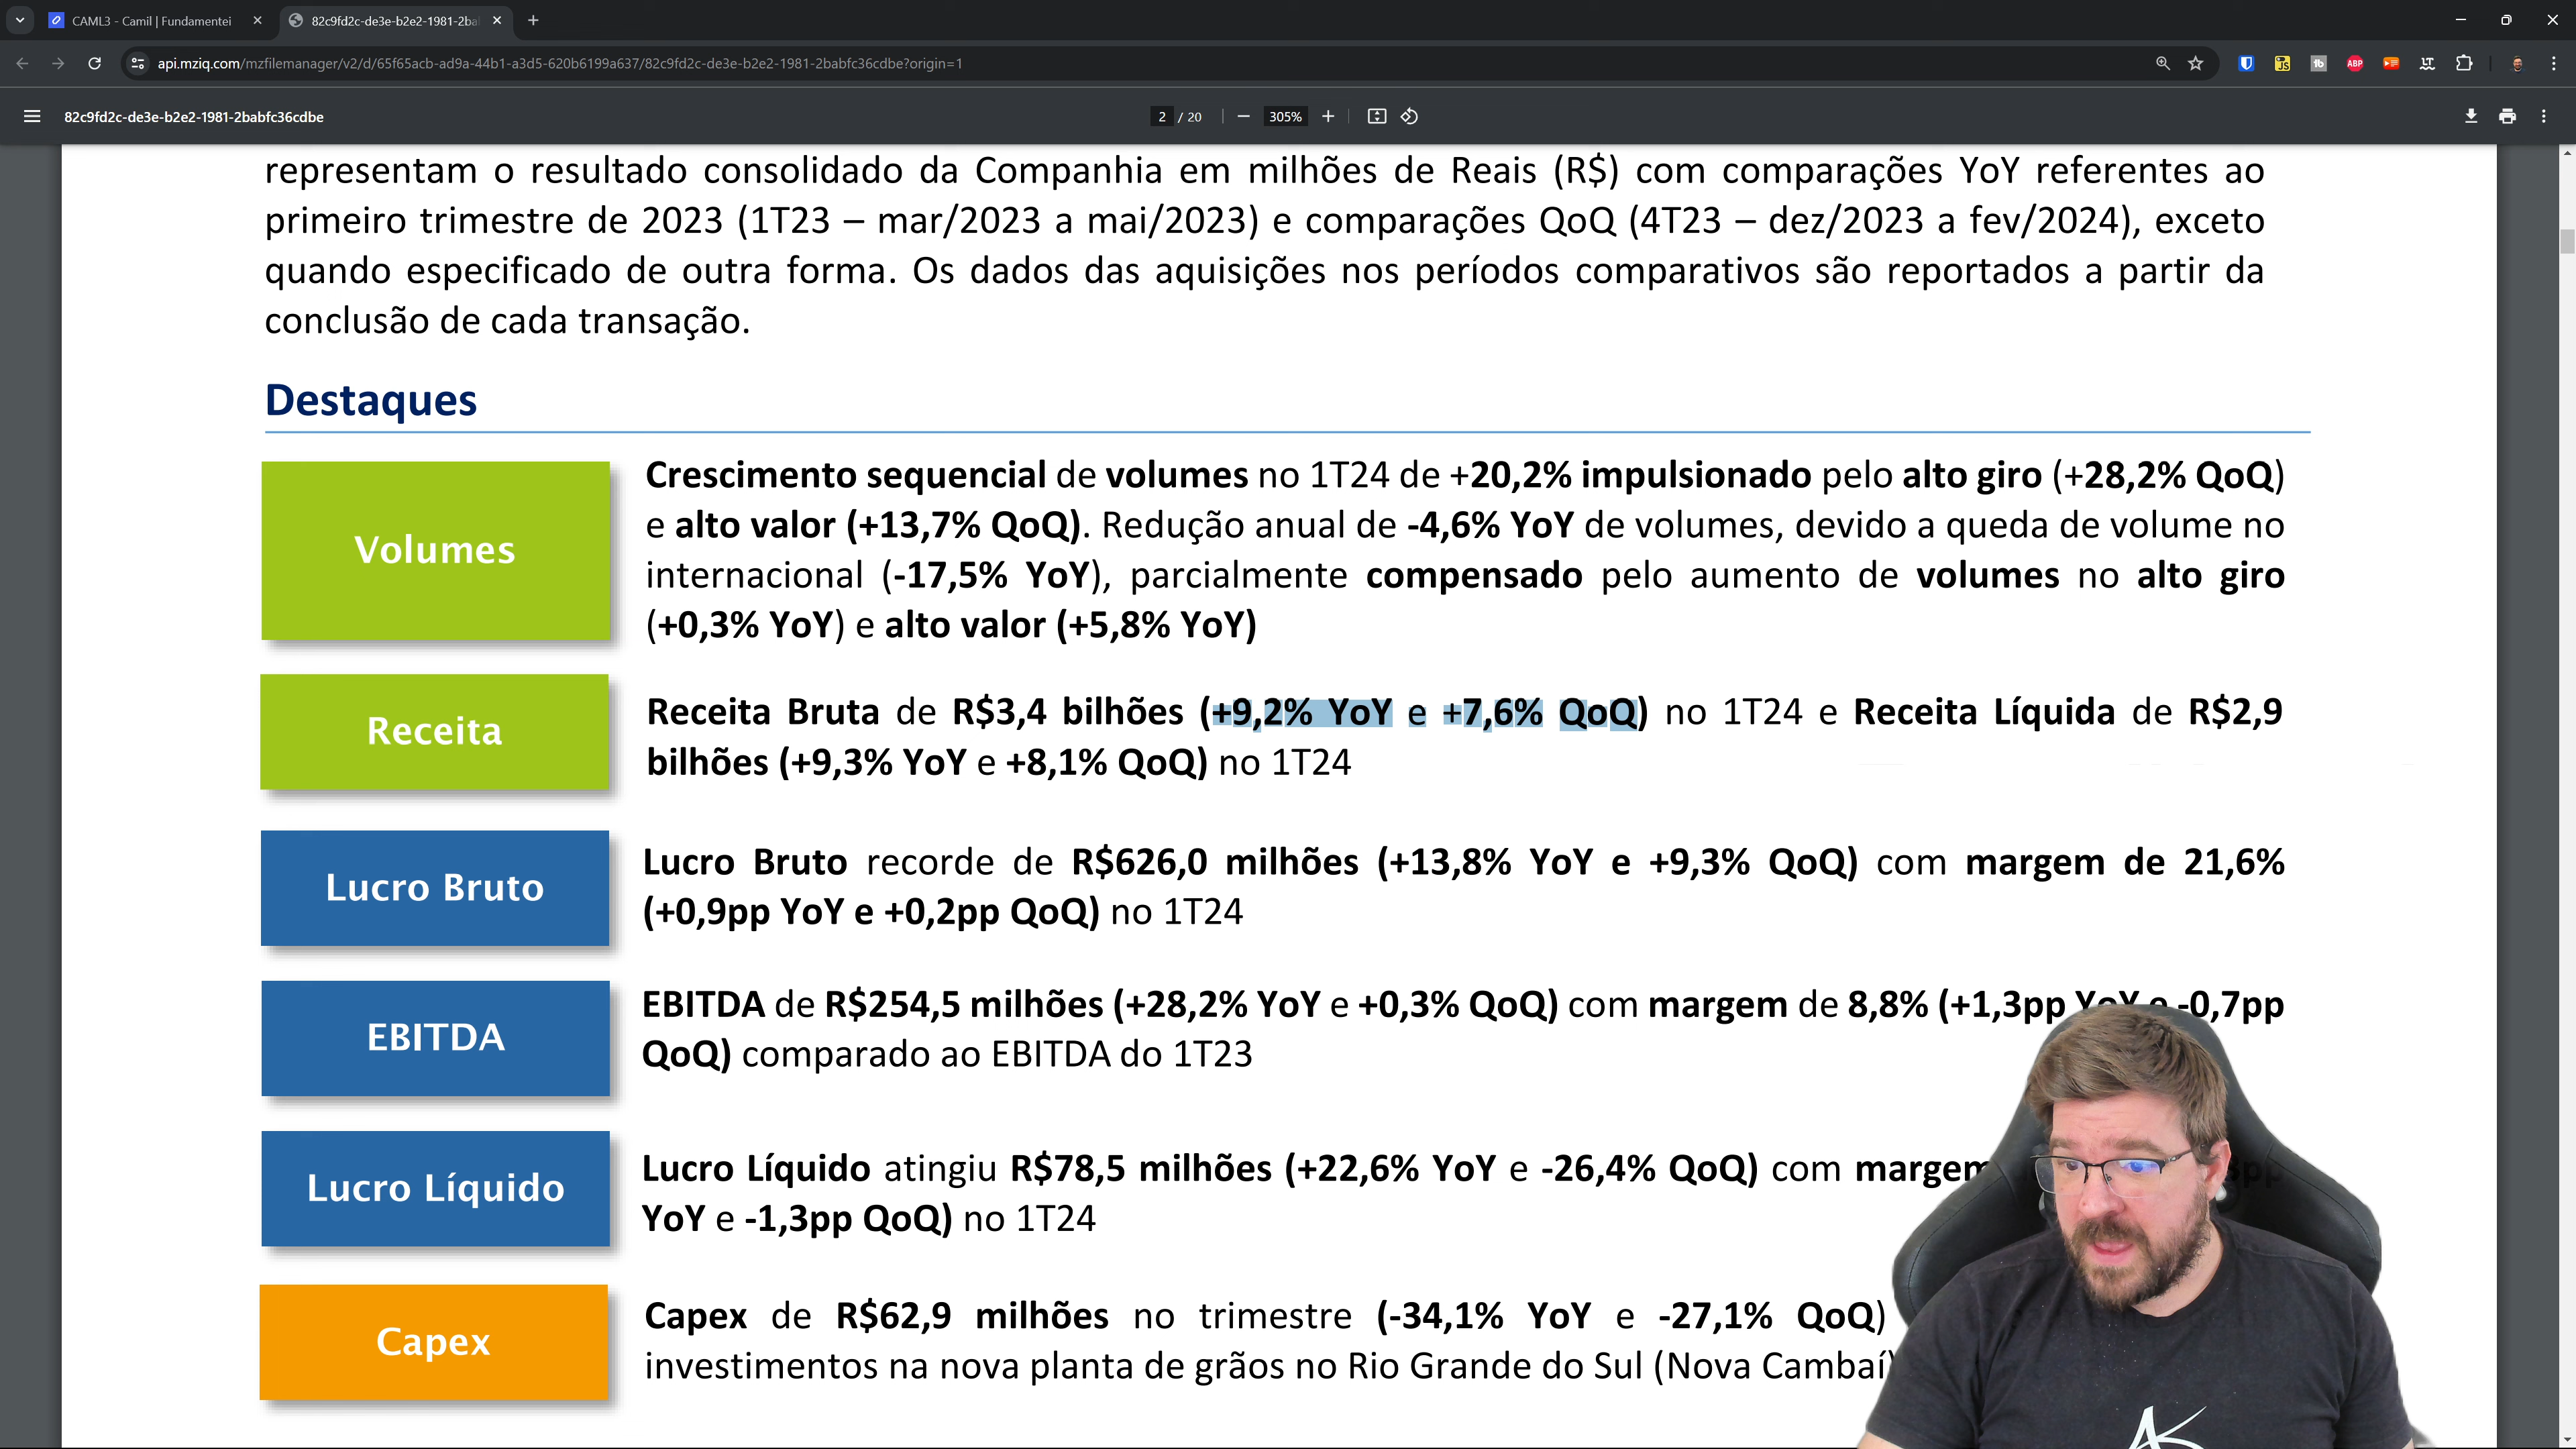 CAML3 - Camil | Fundamentei
82c9fd2c-de3e-b2e2-1981-2ba
api.mziq.com/mzfilemanager/v2/d/65f65acb-ad9a-44b1-a3d5-620b6199a637/82c9fd2c-de3e-b2e2-1981-2babfc36cdbe?origin=1
82c9fd2c-de3e-b2e2-1981-2babfc36cdbe
2 / 20
305%
representam o resultado consolidado da Companhia em milhões de Reais (R$) com comparações YoY referentes ao
primeiro trimestre de 2023 (1T23 – mar/2023 a mai/2023) e comparações QoQ (4T23 – dez/2023 a fev/2024), exceto
quando especificado de outra forma. Os dados das aquisições nos períodos comparativos são reportados a partir da
conclusão de cada transação.
Destaques
Volumes
Crescimento sequencial de volumes no 1T24 de +20,2% impulsionado pelo alto giro (+28,2% QoQ)
e alto valor (+13,7% QoQ). Redução anual de -4,6% YoY de volumes, devido a queda de volume no
internacional (-17,5% YoY), parcialmente compensado pelo aumento de volumes no alto giro
(+0,3% YoY) e alto valor (+5,8% YoY)
Receita
Receita Bruta de R$3,4 bilhões (+9,2% YoY e +7,6% QoQ) no 1T24 e Receita Líquida de R$2,9
bilhões (+9,3% YoY e +8,1% QoQ) no 1T24
Lucro Bruto
Lucro Bruto recorde de R$626,0 milhões (+13,8% YoY e +9,3% QoQ) com margem de 21,6%
(+0,9pp YoY e +0,2pp QoQ) no 1T24
EBITDA
EBITDA de R$254,5 milhões (+28,2% YoY e +0,3% QoQ) com margem de 8,8% (+1,3pp YoY e -0,7pp
QoQ) comparado ao EBITDA do 1T23
Lucro Líquido
Lucro Líquido atingiu R$78,5 milhões (+22,6% YoY e -26,4% QoQ) com margem
YoY e -1,3pp QoQ) no 1T24
Capex
Capex de R$62,9 milhões no trimestre (-34,1% YoY e -27,1% QoQ)
investimentos na nova planta de grãos no Rio Grande do Sul (Nova Cambaí)